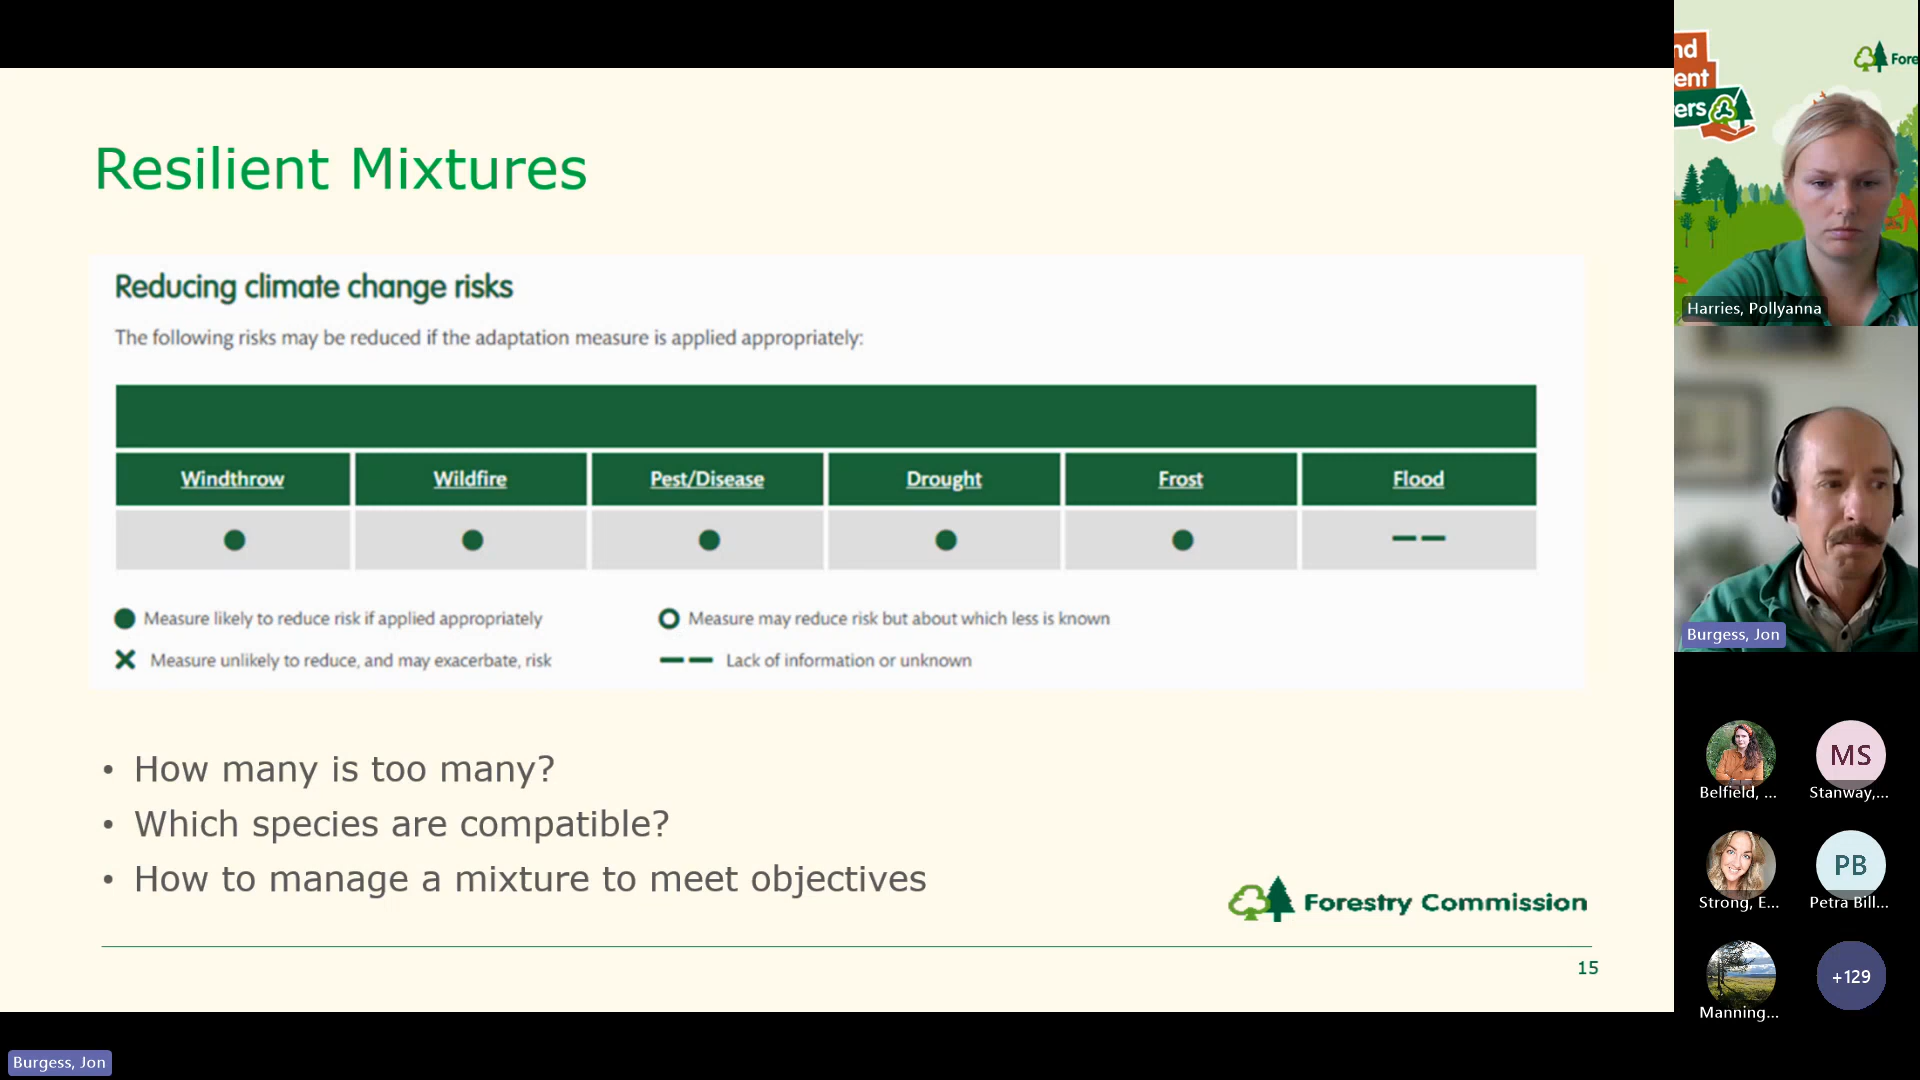 Resilient Mixtures
Reducing climate change risks
The following risks may be reduced if the adaptation measure is applied appropriately:
Windthrow Wildfire Pest/Disease Drought Frost Flood
Measure likely to reduce risk if applied appropriately
Measure may reduce risk but about which less is known
Measure unlikely to reduce, and may exacerbate, risk
Lack of information or unknown
• How many is too many?
• Which species are compatible?
• How to manage a mixture to meet objectives
Forestry Commission
15
Burgess, Jon
nd
ent
ers
Fore
Harries, Pollyanna
Burgess, Jon
MS
Belfield, ...
Stanway,...
PB
Strong, E...
Petra Bill...
+129
Manning...